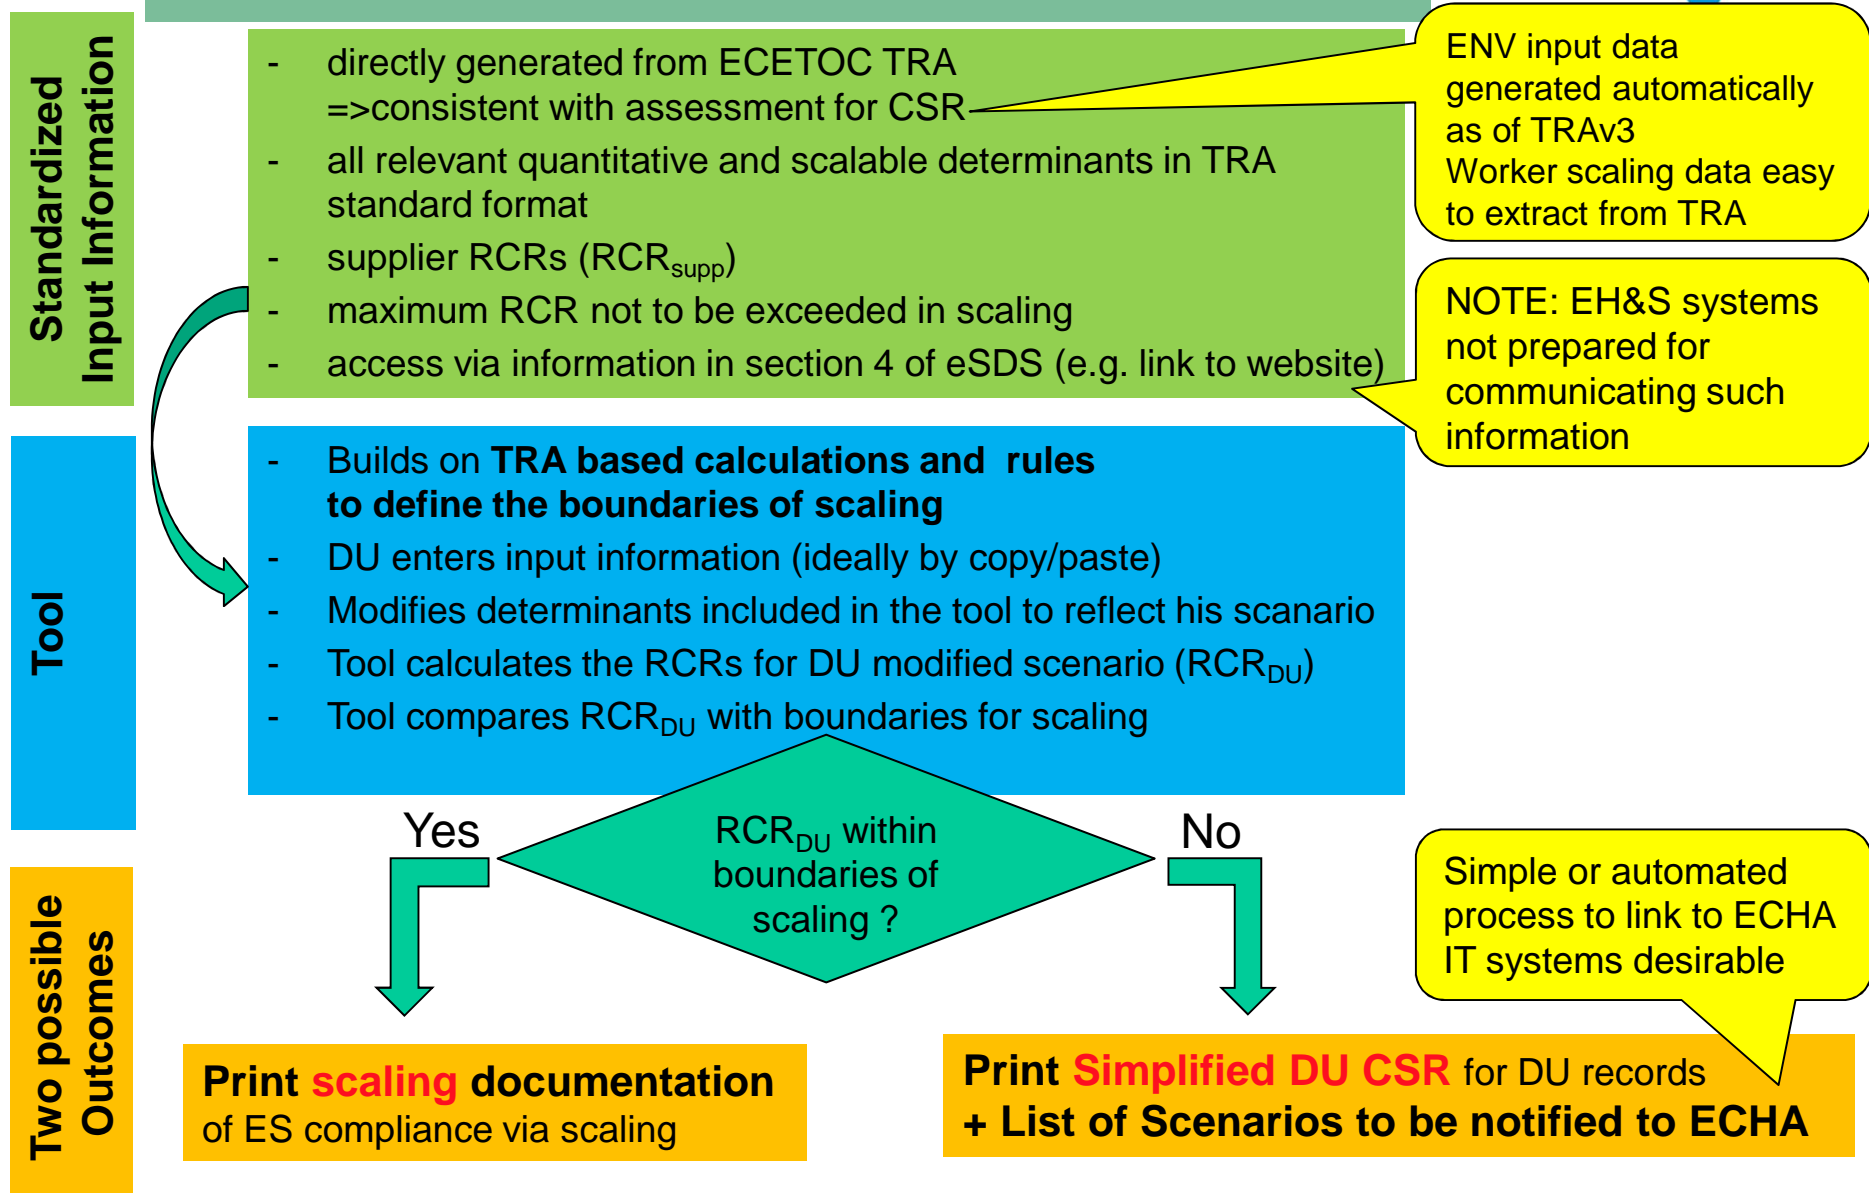 Standardized
Input Information
- directly generated from ECETOC TRA
=>consistent with assessment for CSR
- all relevant quantitative and scalable determinants in TRA
standard format
- supplier RCRs (RCRsupp)
- maximum RCR not to be exceeded in scaling
- access via information in section 4 of eSDS (e.g. link to website)
ENV input data
generated automatically
as of TRAv3
Worker scaling data easy
to extract from TRA
NOTE: EH&S systems
not prepared for
communicating such
information
Tool
- Builds on TRA based calculations and rules
to define the boundaries of scaling
- DU enters input information (ideally by copy/paste)
- Modifies determinants included in the tool to reflect his scanario
- Tool calculates the RCRs for DU modified scenario (RCRDU)
- Tool compares RCRDU with boundaries for scaling
Yes
RCRDU within
boundaries of
scaling ?
No
Simple or automated
process to link to ECHA
IT systems desirable
Two possible
Outcomes
Print scaling documentation
of ES compliance via scaling
Print Simplified DU CSR for DU records
+ List of Scenarios to be notified to ECHA